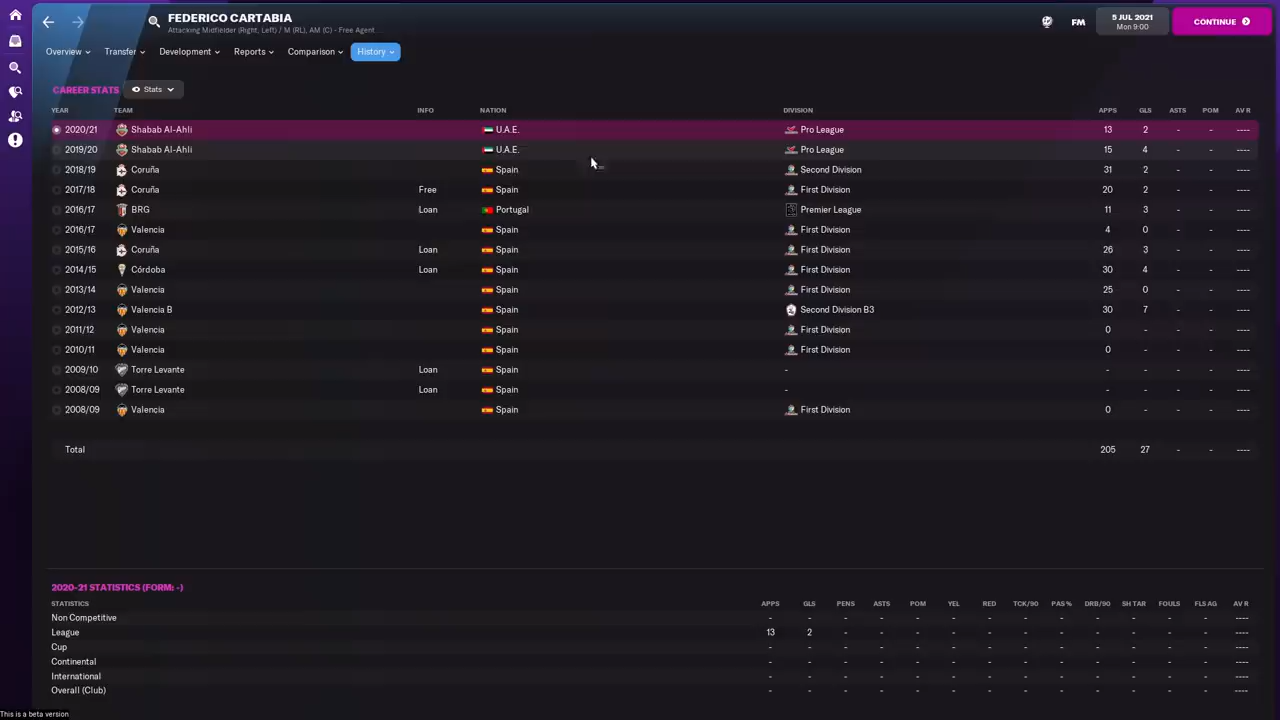 FEDERICO CARTABIA
Attacking Midfielder (Right, Left) / M (RL), AM (C) - Free Agent
FM
5 JUL 2021
Mon 9:00
CONTINUE
Overview Transfer Development Reports Comparison History
CAREER STATS Stats
YEAR TEAM INFO NATION DIVISION APPS GLS ASTS POM AV R
2020/21 Shabab Al-Ahli U.A.E. Pro League 13 2 - - ----
2019/20 Shabab Al-Ahli U.A.E. Pro League 15 4 - - ----
2018/19 Coruña Spain Second Division 31 2 - - ----
2017/18 Coruña Free Spain First Division 20 2 - - ----
2016/17 BRG Loan Portugal Premier League 11 3 - - ----
2016/17 Valencia Spain First Division 4 0 - - ----
2015/16 Coruña Loan Spain First Division 26 3 - - ----
2014/15 Córdoba Loan Spain First Division 30 4 - - ----
2013/14 Valencia Spain First Division 25 0 - - ----
2012/13 Valencia B Spain Second Division B3 30 7 - - ----
2011/12 Valencia Spain First Division 0 - - - ----
2010/11 Valencia Spain First Division 0 - - - ----
2009/10 Torre Levante Loan Spain - - - - - ----
2008/09 Torre Levante Loan Spain - - - - - ----
2008/09 Valencia Spain First Division 0 - - - ----
Total 205 27 - - ----
2020-21 STATISTICS (FORM: -)
STATISTICS APPS GLS PENS ASTS POM YEL RED TCK/90 PAS % DRB/90 SH TAR FOULS FLS AG AV R
Non Competitive - - - - - - - - - - - - - ----
League 13 2 - - - - - - - - - - - ----
Cup - - - - - - - - - - - - - ----
Continental - - - - - - - - - - - - - ----
International - - - - - - - - - - - - - ----
Overall (Club) - - - - - - - - - - - - - ----
This is a beta version